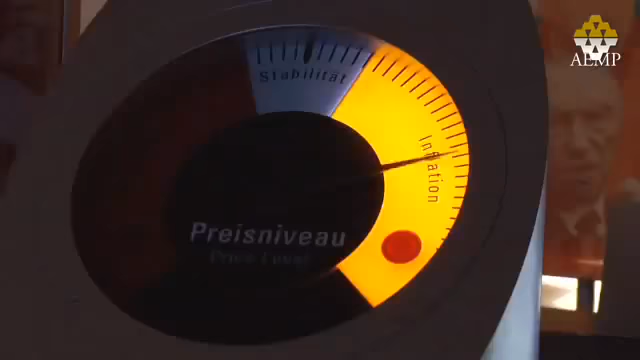 AEMP
Stabilität
Inflation
Preisniveau
Price Level